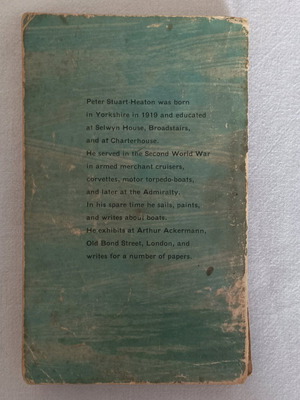 Peter Stuart Heaton was born
in Yorkshire in 1919 and educated
at Selwyn House, Broadstairs,
and at Charterhouse.
He served in the Second World War
in armed merchant cruisers,
corvettes, motor torpedo-boats,
and later at the Admiralty.
In his spare time he sails, paints,
and writes about boats.
He exhibits at Arthur Ackermann,
Old Bond Street, London, and
writes for a number of papers.